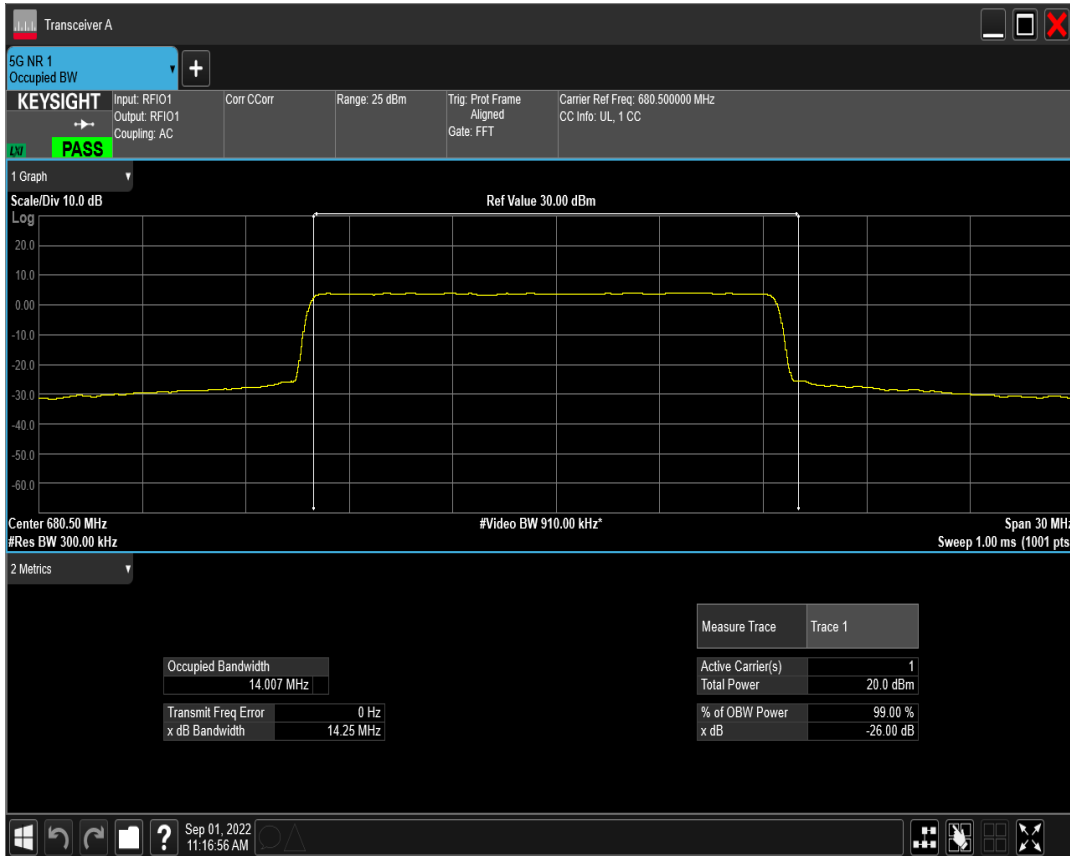 Transceiver A
5G NR 1
Occupied BW
+
KEYSIGHT
LXI
PASS
Input: RFIO1
Output: RFIO1
Coupling: AC
Corr CCorr
Range: 25 dBm
Trig: Prot Frame
Aligned
Gate: FFT
Carrier Ref Freq: 680.500000 MHz
CC Info: UL, 1 CC
1 Graph
Scale/Div 10.0 dB
Ref Value 30.00 dBm
Log
20.0
10.0
0.00
-10.0
-20.0
-30.0
-40.0
-50.0
-60.0
Center 680.50 MHz
#Video BW 910.00 kHz*
Span 30 MHz
#Res BW 300.00 kHz
Sweep 1.00 ms (1001 pts
2 Metrics
Measure Trace Trace 1
Occupied Bandwidth
14.007 MHz
Active Carrier(s) 1
Total Power 20.0 dBm
Transmit Freq Error 0 Hz
x dB Bandwidth 14.25 MHz
% of OBW Power 99.00 %
x dB -26.00 dB
?
Sep 01, 2022
11:16:56 AM